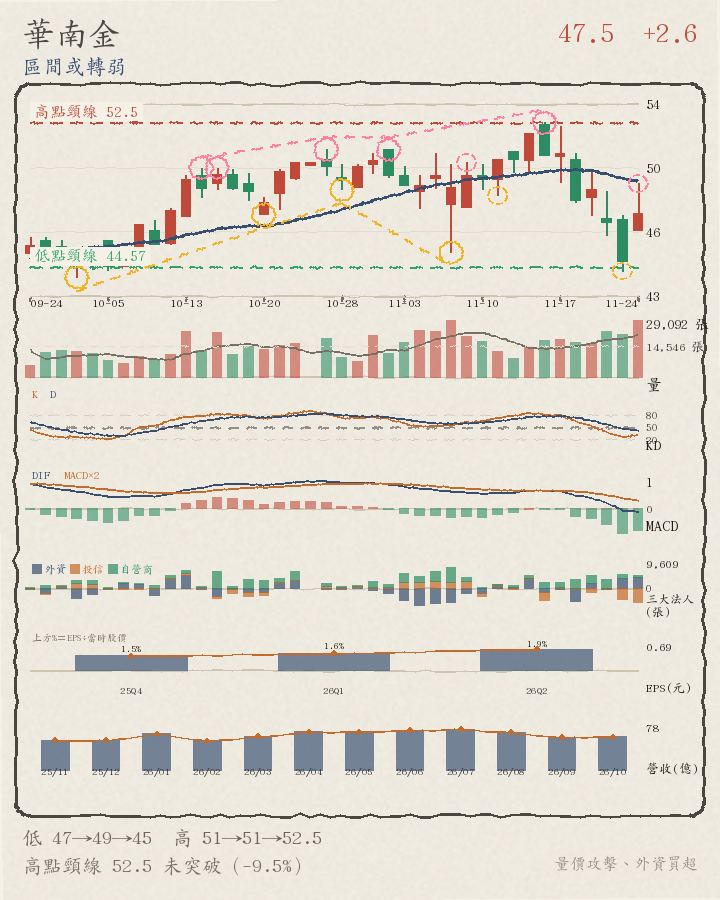 華南金
47.5 +2.6
區間或轉弱
高點頸線 52.5
54
50
46
低點頸線 44.57
43
09-24 10-05 10-13 10-20 10-28 11-03 11-10 11-17 11-24
29,092 張
14,546 張
量
K D
80
50
20
KD
DIF MACD×2
1
0
MACD
外資 投信 自營商
9,609
0
三大法人
(張)
上方%=EPS÷當時股價
1.5% 1.6% 1.9%
0.69
25Q4 26Q1 26Q2
EPS(元)
78
25/11 25/12 26/01 26/02 26/03 26/04 26/05 26/06 26/07 26/08 26/09 26/10
營收(億)
低 47→49→45 高 51→51→52.5
高點頸線 52.5 未突破 (-9.5%)
量價攻擊、外資買超